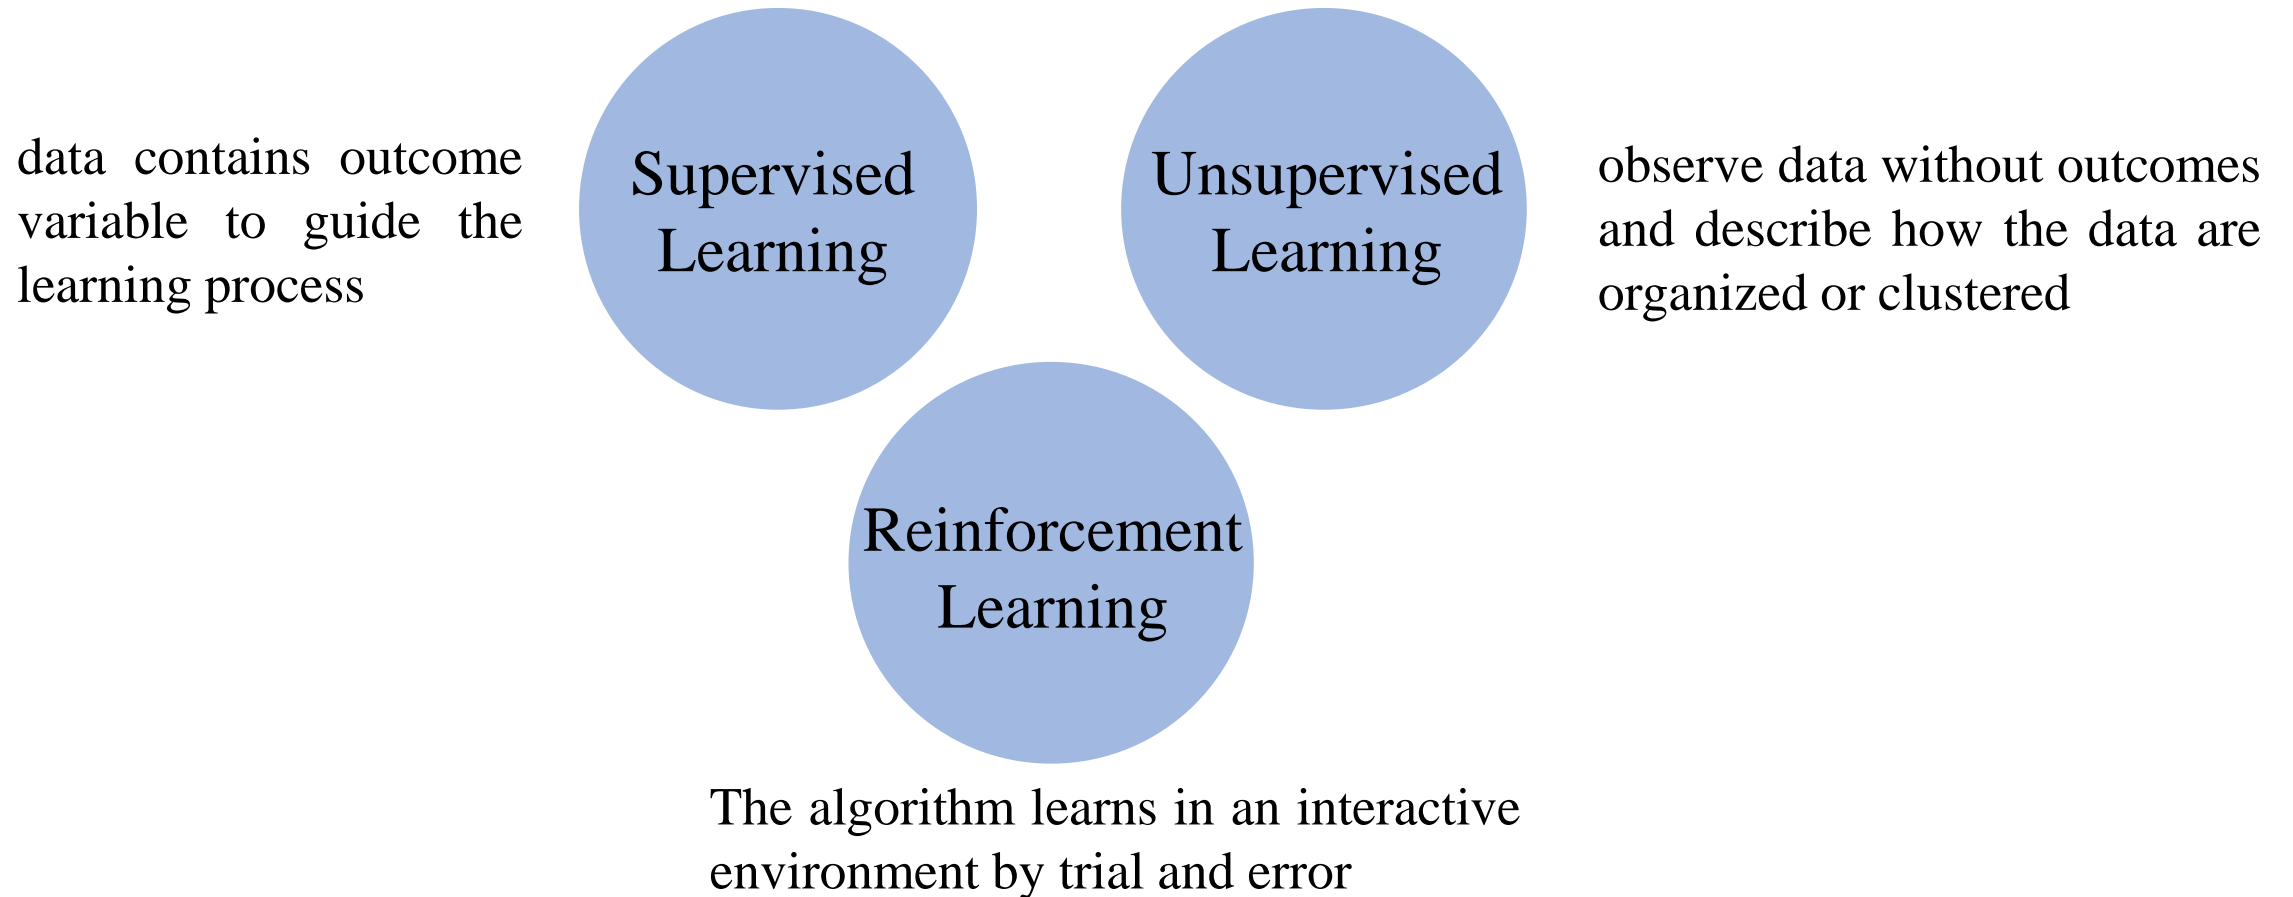 data contains outcome
variable to guide the
learning process
Supervised
Learning
Unsupervised
Learning
observe data without outcomes
and describe how the data are
organized or clustered
Reinforcement
Learning
The algorithm learns in an interactive
environment by trial and error